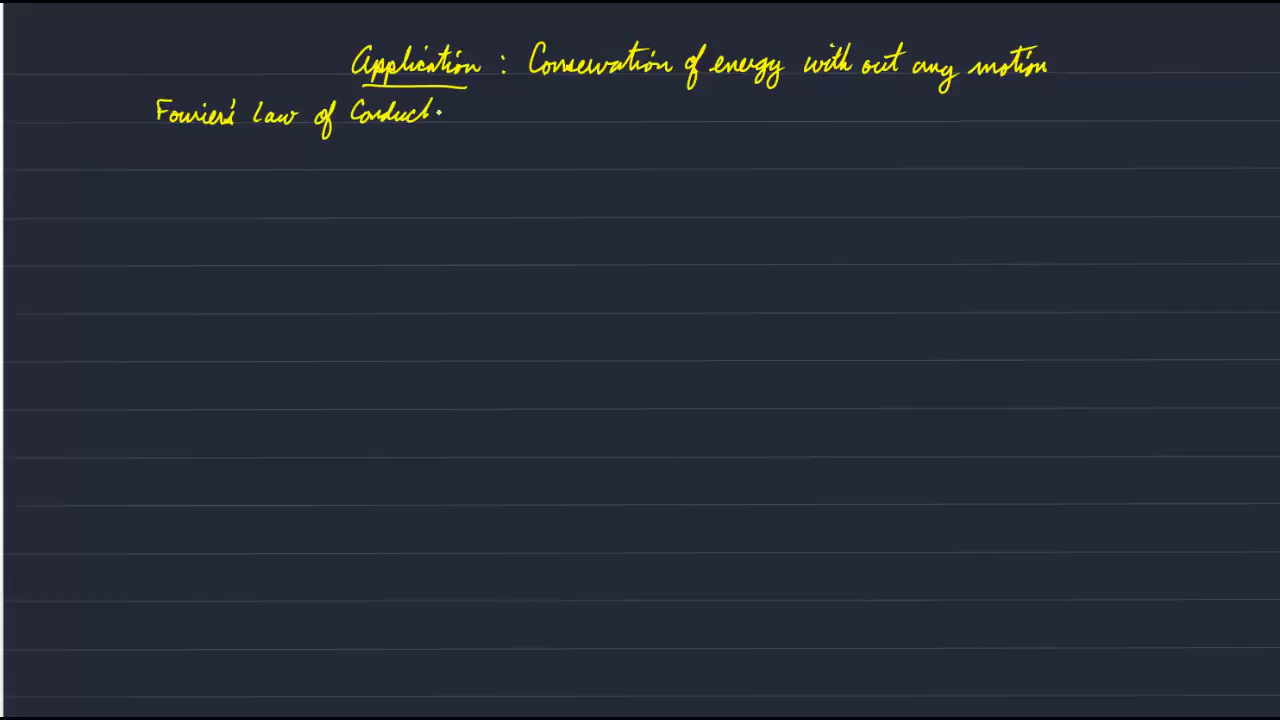 Application : Conservation of energy with out any motion
Fourier's Law of Conduct